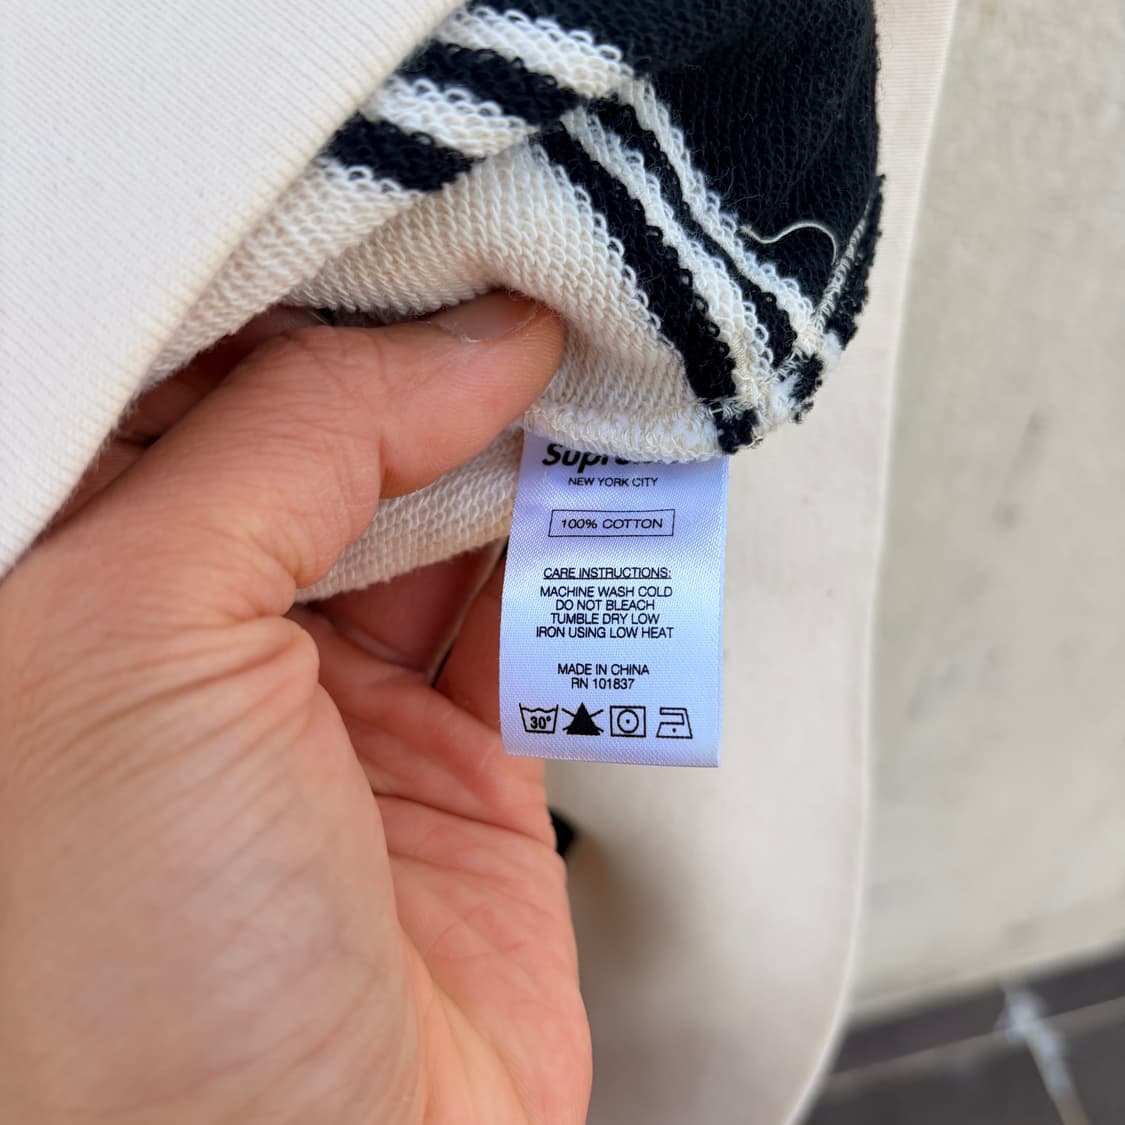 NEW YORK CITY
100% COTTON
CARE INSTRUCTIONS:
MACHINE WASH COLD
DO NOT BLEACH
TUMBLE DRY LOW
IRON USING LOW HEAT
MADE IN CHINA
RN 101837
30°